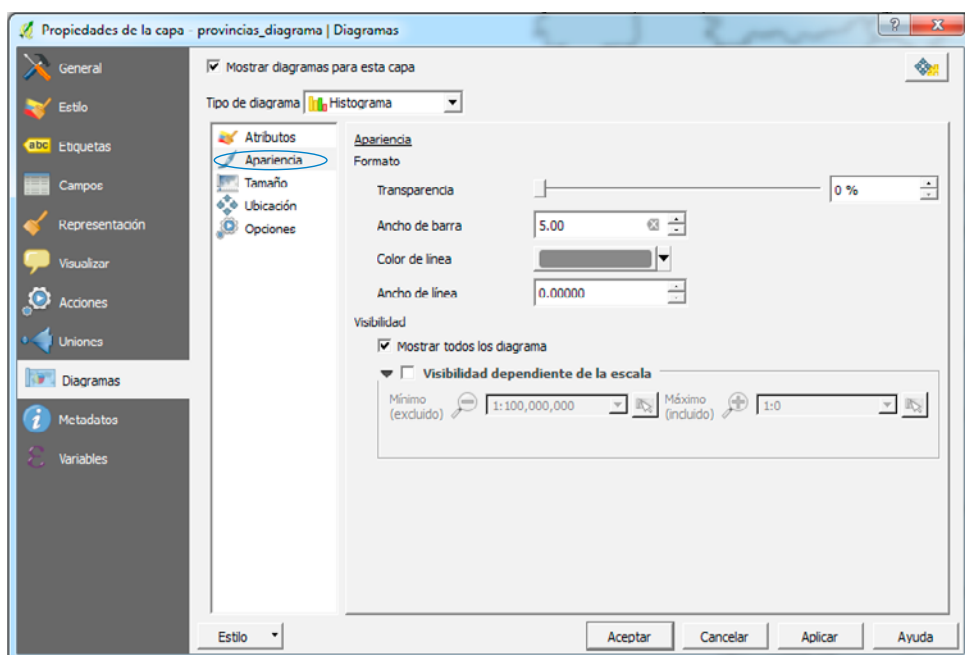 Propiedades de la capa - provincias_diagrama | Diagramas
General
Estilo
abc Etiquetas
Campos
Representación
Visualizar
Acciones
Uniones
Diagramas
Metadatos
Variables
Mostrar diagramas para esta capa
Tipo de diagrama Histograma
Atributos
Apariencia
Tamaño
Ubicación
Opciones
Apariencia
Formato
Transparencia 0 %
Ancho de barra 5.00
Color de línea
Ancho de línea 0.00000
Visibilidad
Mostrar todos los diagrama
Visibilidad dependiente de la escala
Mínimo (excluido) 1:100,000,000 Máximo (incluido) 1:0
Estilo Aceptar Cancelar Aplicar Ayuda